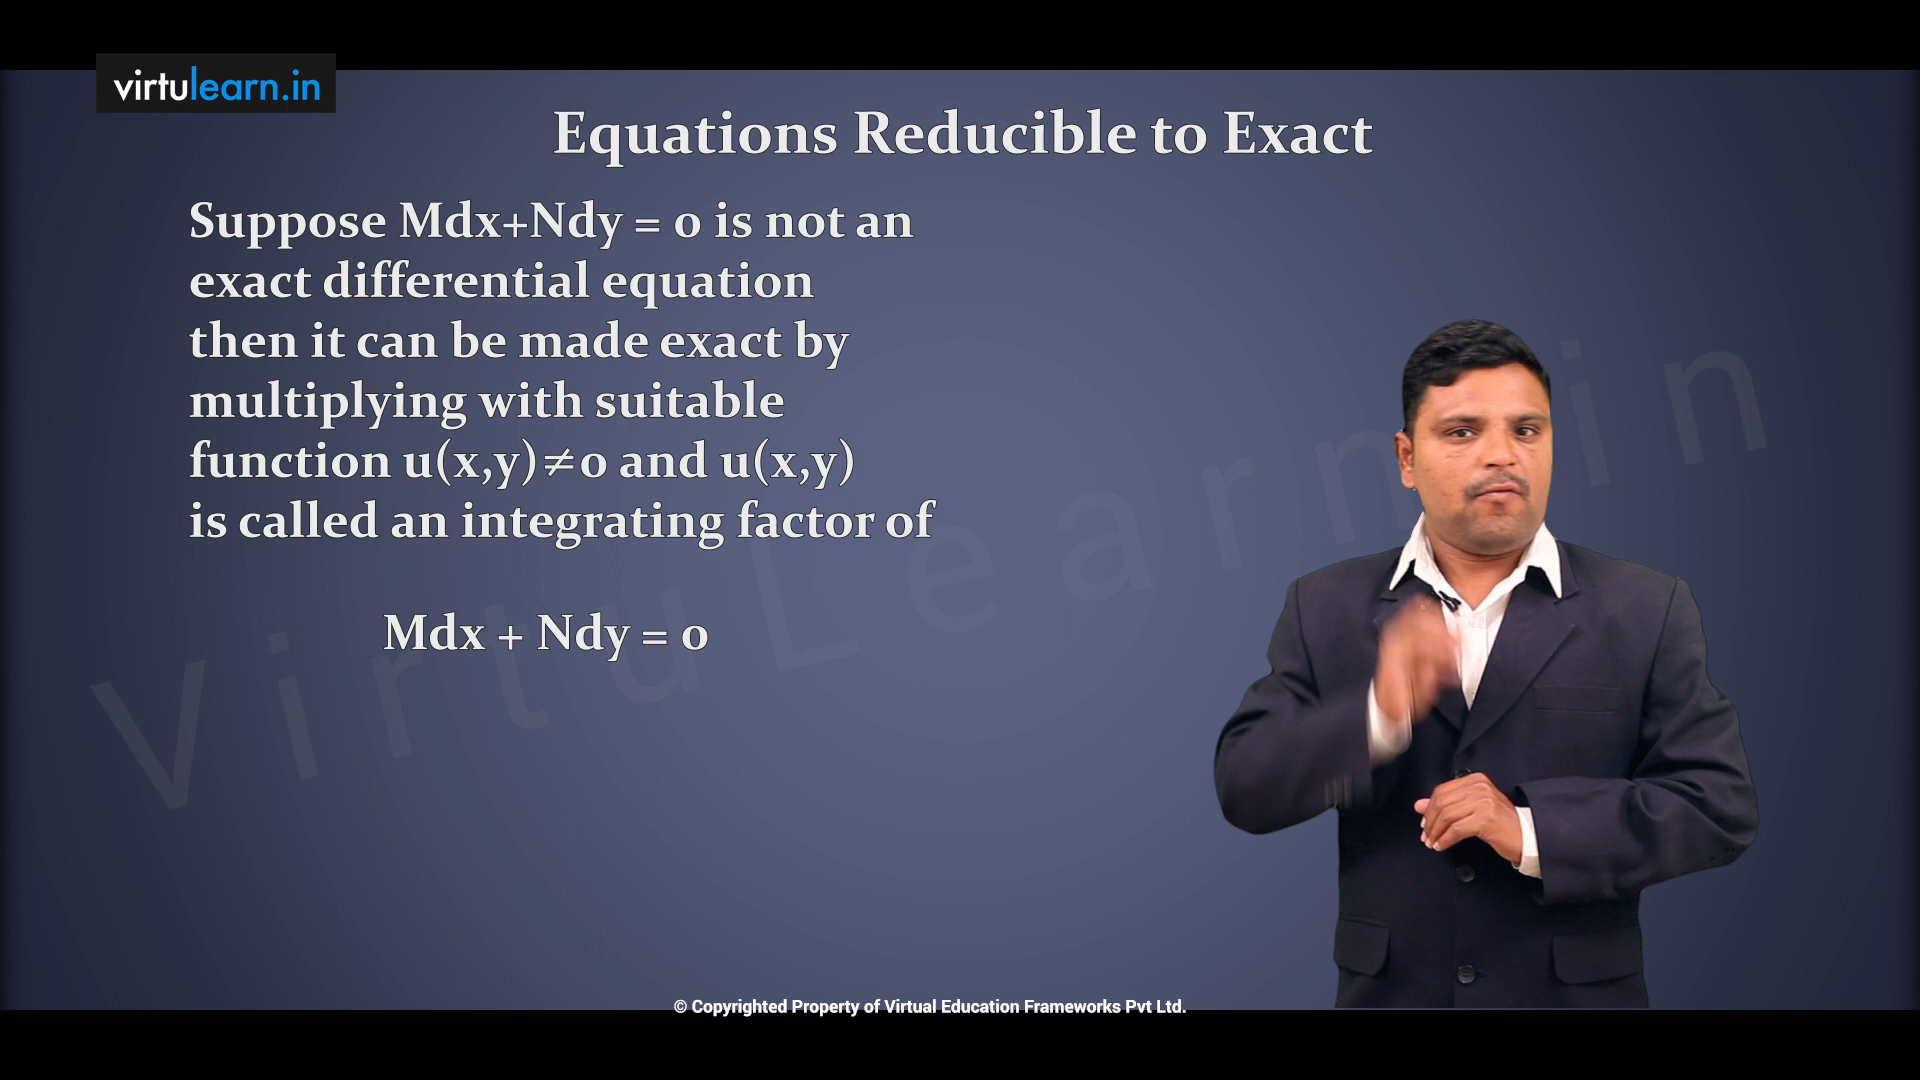 virtulearn.in
Equations Reducible to Exact
Suppose Mdx+Ndy = 0 is not an
exact differential equation
then it can be made exact by
multiplying with suitable
function u(x,y)≠0 and u(x,y)
is called an integrating factor of
Mdx + Ndy = 0
VirtuLearn.in
© Copyrighted Property of Virtual Education Frameworks Pvt Ltd.